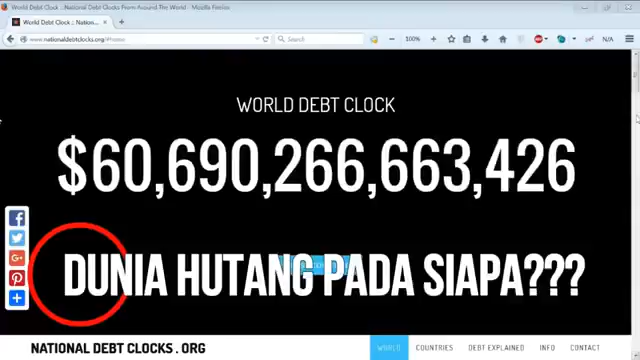 World Debt Clock :: National Debt Clocks From Around The World - Mozilla Firefox
World Debt Clock :: Nationa...
www.nationaldebtclocks.org/#home
Search
100%
N/A
WORLD DEBT CLOCK
$60,690,266,663,426
DUNIA HUTANG PADA SIAPA???
NATIONAL DEBT CLOCKS . ORG
WORLD
COUNTRIES
DEBT EXPLAINED
INFO
CONTACT